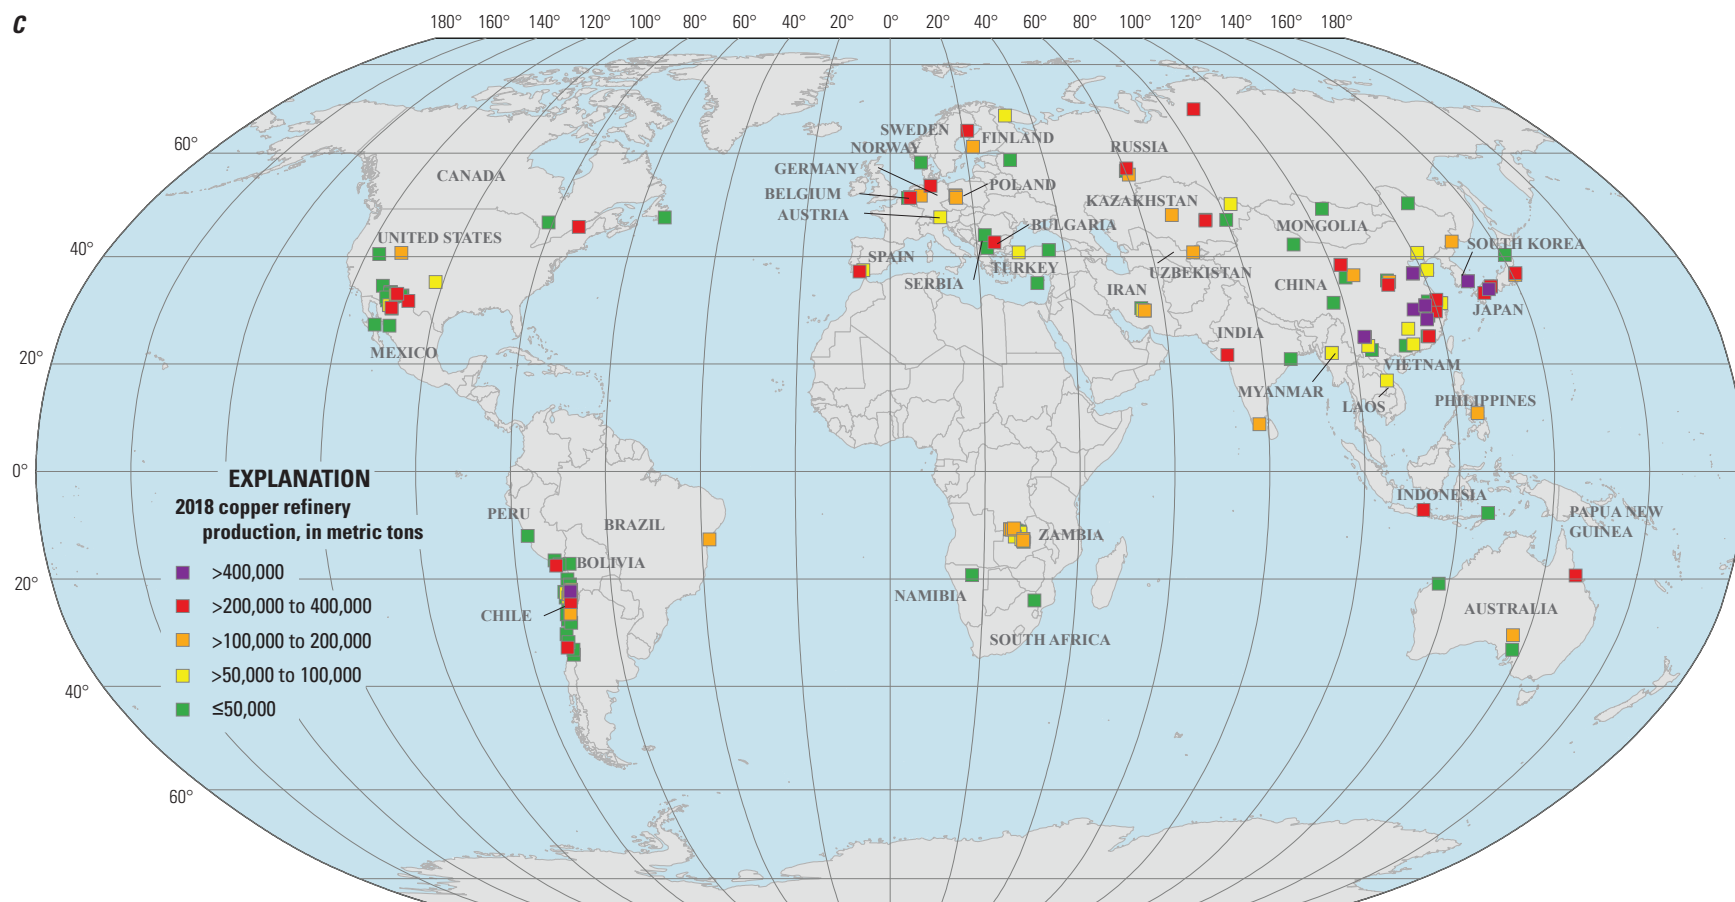 C
180° 160° 140° 120° 100° 80° 60° 40° 20° 0 20° 40° 60° 80° 100° 120° 140° 160° 180°
60°
40°
20°
0°
20°
40°
60°
CANADA
UNITED STATES
MEXICO
SWEDEN
FINLAND
NORWAY
GERMANY
BELGIUM
POLAND
AUSTRIA
BULGARIA
SPAIN
SERBIA
TURKEY
RUSSIA
KAZAKHSTAN
UZBEKISTAN
MONGOLIA
SOUTH KOREA
IRAN
CHINA
JAPAN
INDIA
VIETNAM
MYANMAR
LAOS
PHILIPPINES
INDONESIA
PAPUA NEW
GUINEA
PERU
BRAZIL
BOLIVIA
CHILE
ZAMBIA
NAMIBIA
SOUTH AFRICA
AUSTRALIA
EXPLANATION
2018 copper refinery
production, in metric tons
>400,000
>200,000 to 400,000
>100,000 to 200,000
>50,000 to 100,000
≤50,000